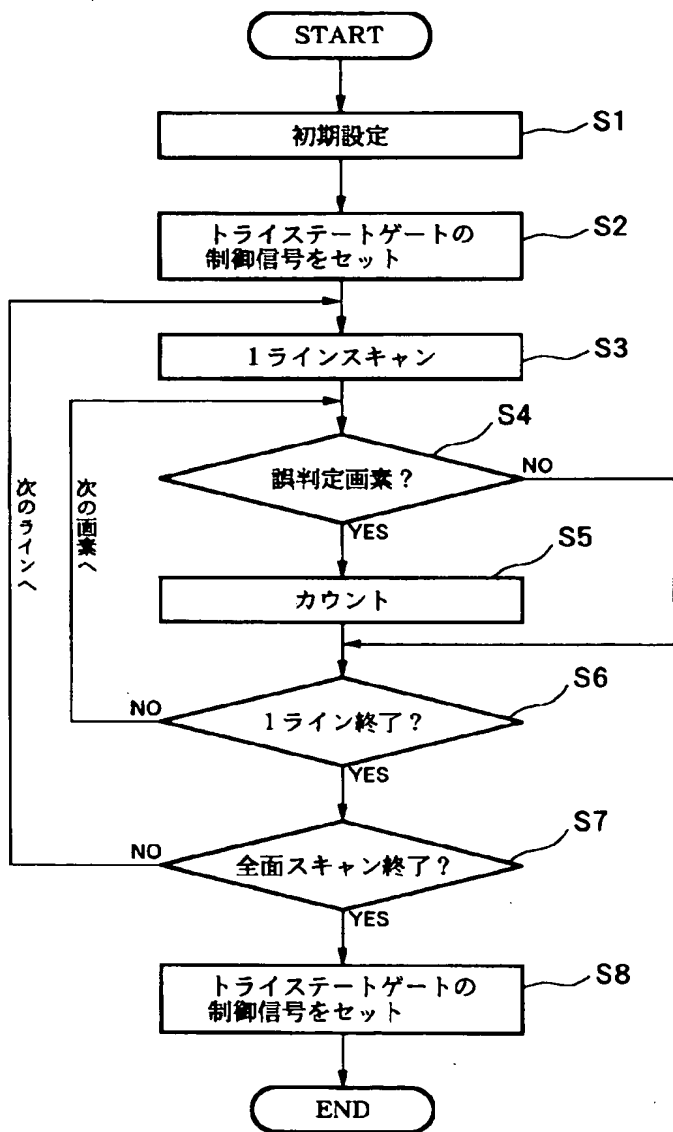 START
初期設定
S1
トライステートゲートの
制御信号をセット
S2
1ラインスキャン
S3
誤判定画素？
S4
NO
YES
カウント
S5
次のラインへ
次の画素へ
1ライン終了？
S6
NO
YES
全面スキャン終了？
S7
NO
YES
トライステートゲートの
制御信号をセット
S8
END